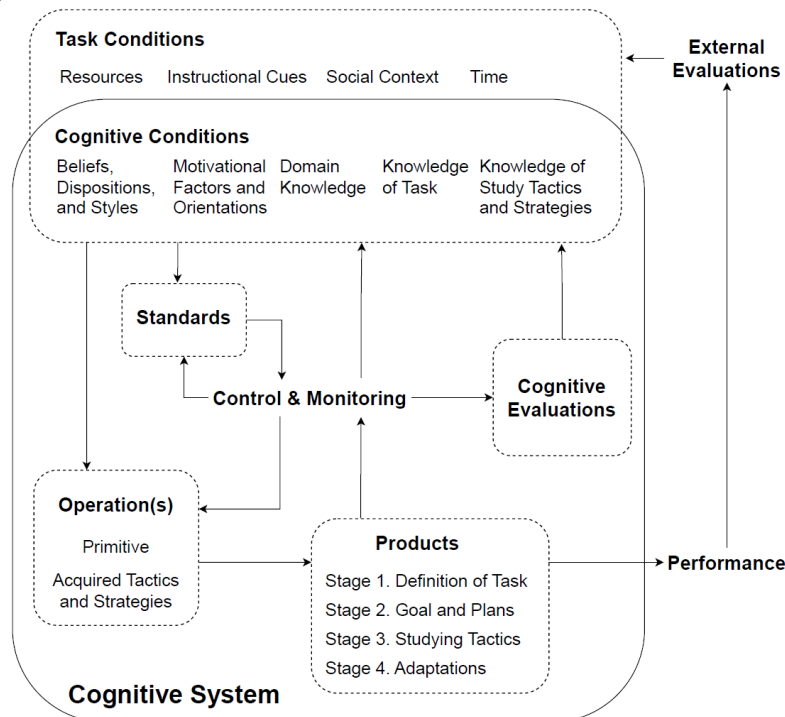 Task Conditions
Resources Instructional Cues Social Context Time
External
Evaluations
Cognitive Conditions
Beliefs,
Dispositions,
and Styles
Motivational
Factors and
Orientations
Domain
Knowledge
Knowledge
of Task
Knowledge of
Study Tactics
and Strategies
Standards
Control & Monitoring
Cognitive
Evaluations
Operation(s)
Primitive
Acquired Tactics
and Strategies
Products
Stage 1. Definition of Task
Stage 2. Goal and Plans
Stage 3. Studying Tactics
Stage 4. Adaptations
Performance
Cognitive System